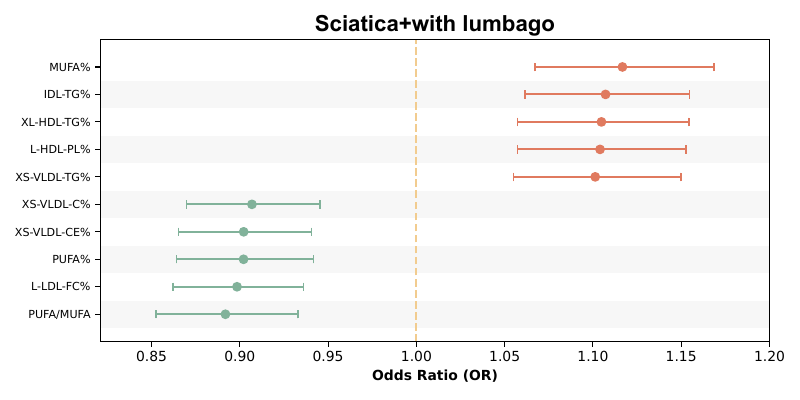 Sciatica+with lumbago
MUFA%
IDL-TG%
XL-HDL-TG%
L-HDL-PL%
XS-VLDL-TG%
XS-VLDL-C%
XS-VLDL-CE%
PUFA%
L-LDL-FC%
PUFA/MUFA
0.85 0.90 0.95 1.00 1.05 1.10 1.15 1.20
Odds Ratio (OR)